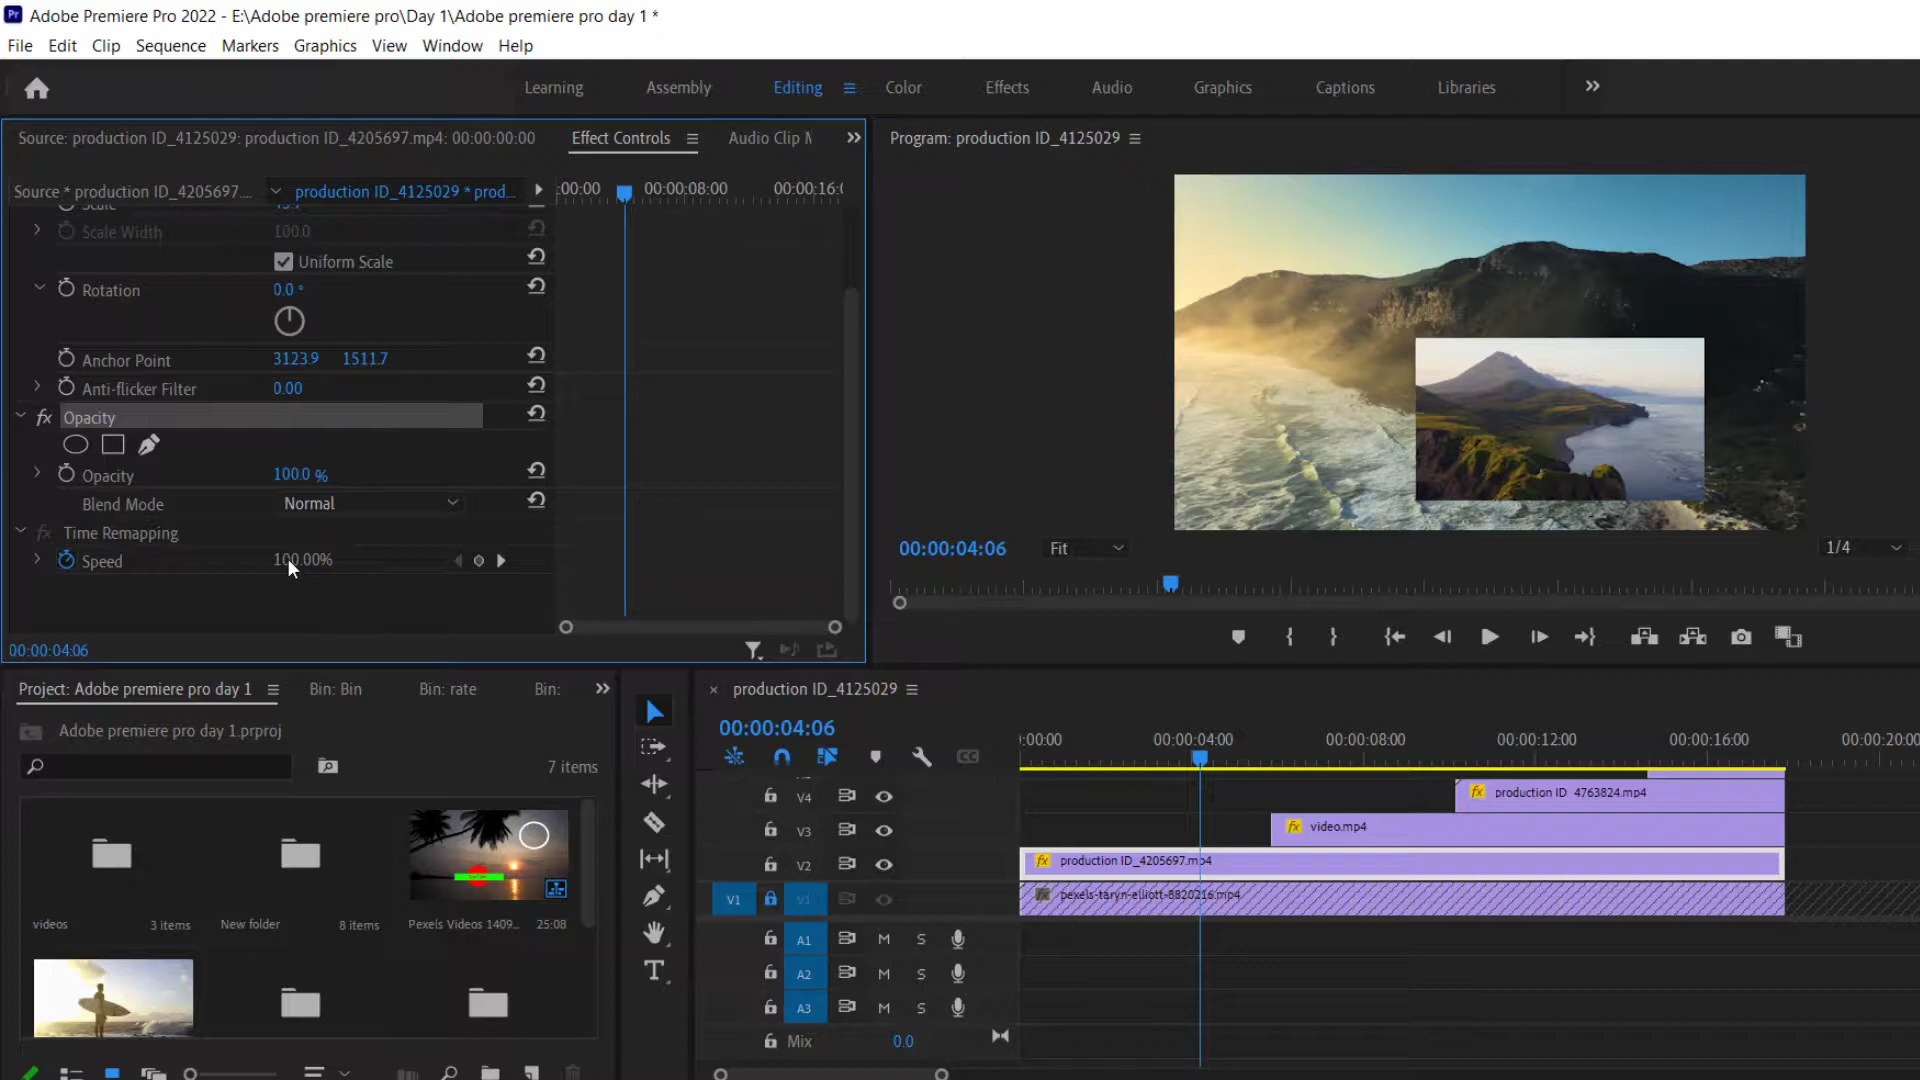 Adobe Premiere Pro 2022 - E:\Adobe premiere pro\Day 1\Adobe premiere pro day 1 *
File Edit Clip Sequence Markers Graphics View Window Help
Learning Assembly Editing Color Effects Audio Graphics Captions Libraries
Source: production ID_4125029: production ID_4205697.mp4: 00:00:00:00
Effect Controls
Audio Clip
Program: production ID_4125029
Source * production ID_4205697....
production ID_4125029 * prod...
:00:00 00:00:08:00 00:00:16:
Scale
Scale Width 100.0
Uniform Scale
Rotation 0.0 °
Anchor Point 3123.9 1511.7
Anti-flicker Filter 0.00
fx Opacity
Opacity 100.0 %
Blend Mode Normal
fx Time Remapping
Speed 100.00%
00:00:04:06
00:00:04:06 Fit 1/4
Project: Adobe premiere pro day 1 Bin: Bin Bin: rate Bin:
Adobe premiere pro day 1.prproj
7 items
videos 3 items
New folder 8 items
Pexels Videos 1409... 25:08
production ID_4125029
00:00:04:06
:00:00 00:00:04:00 00:00:08:00 00:00:12:00 00:00:16:00 00:00:20:00
V4 fx production ID_4763824.mp4
V3 fx video.mp4
V2 fx production ID_4205697.mp4
V1 V1 fx pexels-taryn-elliott-8820216.mp4
A1 M S
A2 M S
A3 M S
Mix 0.0